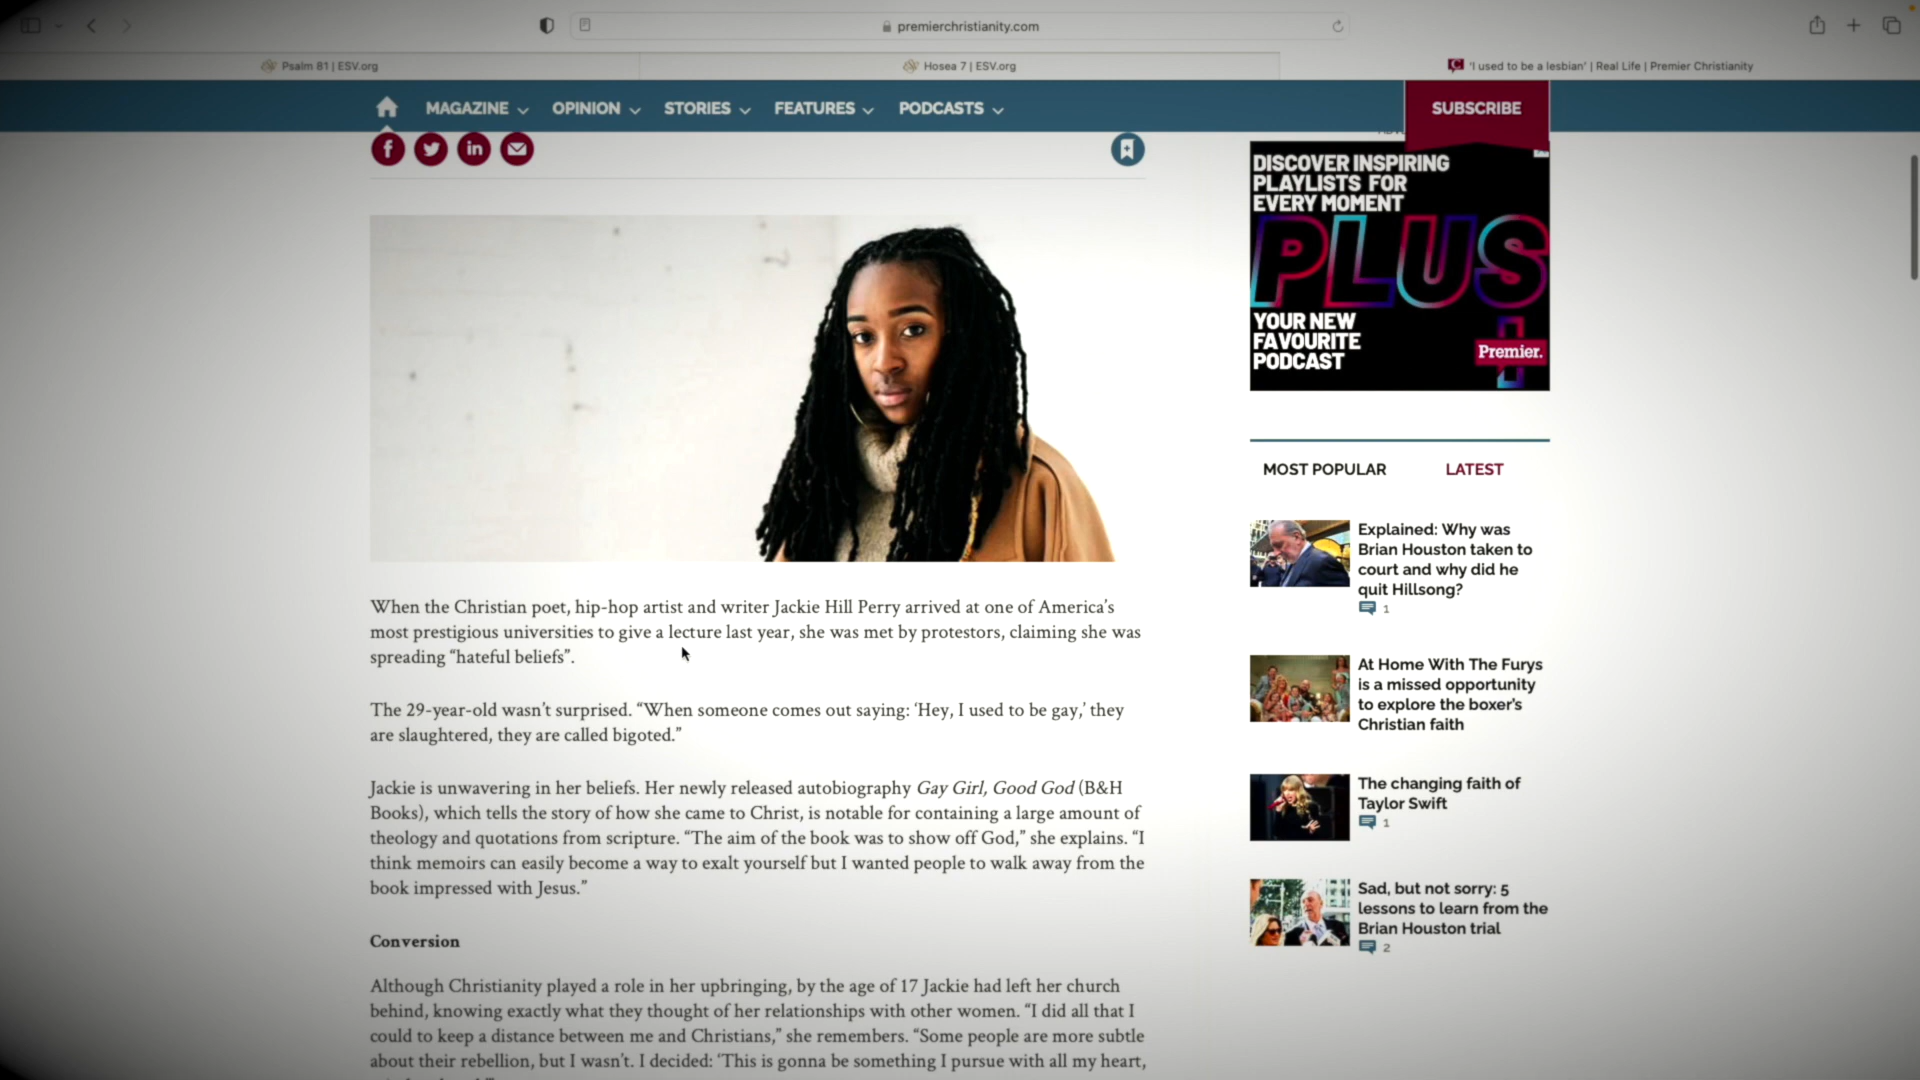 premierchristianity.com
Psalm 81 | ESV.org
Hosea 7 | ESV.org
'I used to be a lesbian' | Real Life | Premier Christianity
MAGAZINE
OPINION
STORIES
FEATURES
PODCASTS
SUBSCRIBE
DISCOVER INSPIRING
PLAYLISTS FOR
EVERY MOMENT
PLUS
YOUR NEW
FAVOURITE
PODCAST
Premier.
When the Christian poet, hip-hop artist and writer Jackie Hill Perry arrived at one of America’s
most prestigious universities to give a lecture last year, she was met by protestors, claiming she was
spreading “hateful beliefs”.
The 29-year-old wasn’t surprised. “When someone comes out saying: ‘Hey, I used to be gay,’ they
are slaughtered, they are called bigoted.”
Jackie is unwavering in her beliefs. Her newly released autobiography Gay Girl, Good God (B&H
Books), which tells the story of how she came to Christ, is notable for containing a large amount of
theology and quotations from scripture. “The aim of the book was to show off God,” she explains. “I
think memoirs can easily become a way to exalt yourself but I wanted people to walk away from the
book impressed with Jesus.”
Conversion
Although Christianity played a role in her upbringing, by the age of 17 Jackie had left her church
behind, knowing exactly what they thought of her relationships with other women. “I did all that I
could to keep a distance between me and Christians,” she remembers. “Some people are more subtle
about their rebellion, but I wasn’t. I decided: ‘This is gonna be something I pursue with all my heart,
MOST POPULAR
LATEST
Explained: Why was
Brian Houston taken to
court and why did he
quit Hillsong?
1
At Home With The Furys
is a missed opportunity
to explore the boxer’s
Christian faith
The changing faith of
Taylor Swift
1
Sad, but not sorry: 5
lessons to learn from the
Brian Houston trial
2